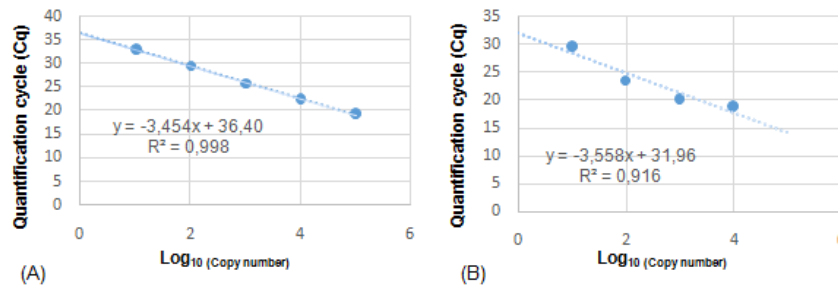 40
35
30
25
20
15
10
5
0
Quantification cycle (Cq)
y = -3,454x + 36,40
R² = 0,998
0 2 4 6
Log10 (Copy number)
(A)
35
30
25
20
15
10
5
0
Quantification cycle (Cq)
y = -3,558x + 31,96
R² = 0,916
0 2 4 6
Log10 (Copy number)
(B)